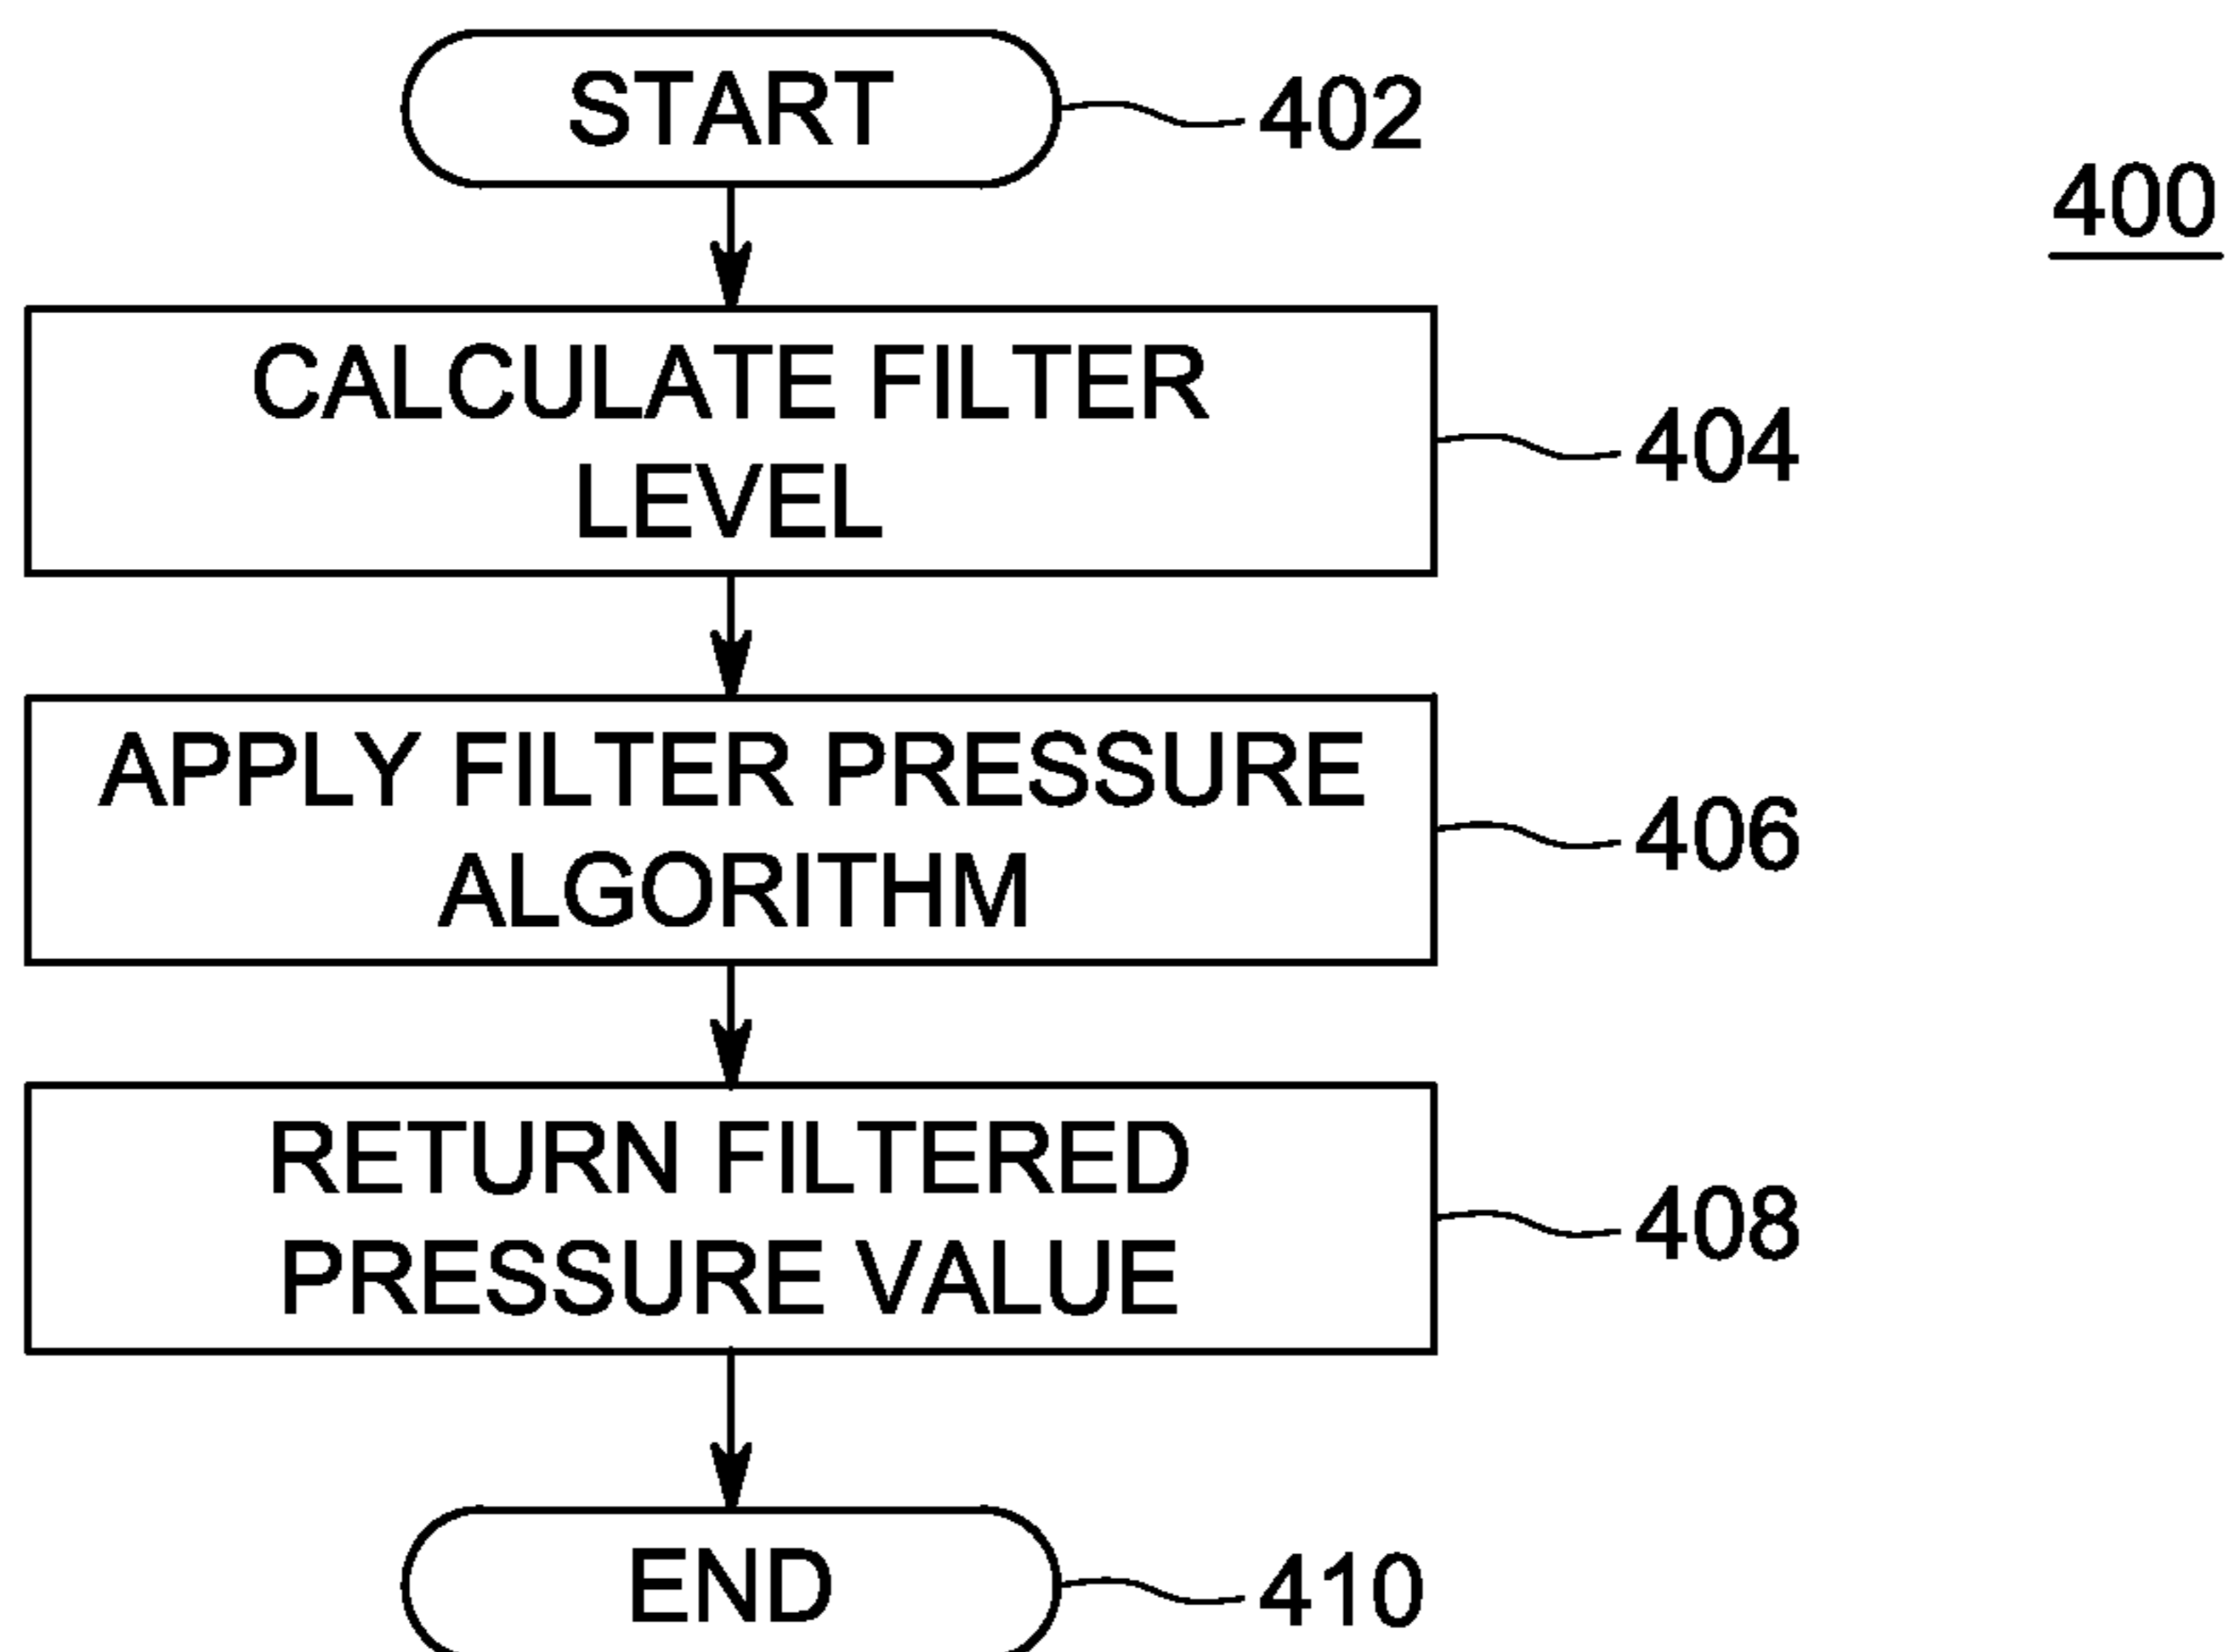 START
402
400
CALCULATE FILTER
LEVEL
404
APPLY FILTER PRESSURE
ALGORITHM
406
RETURN FILTERED
PRESSURE VALUE
408
END
410